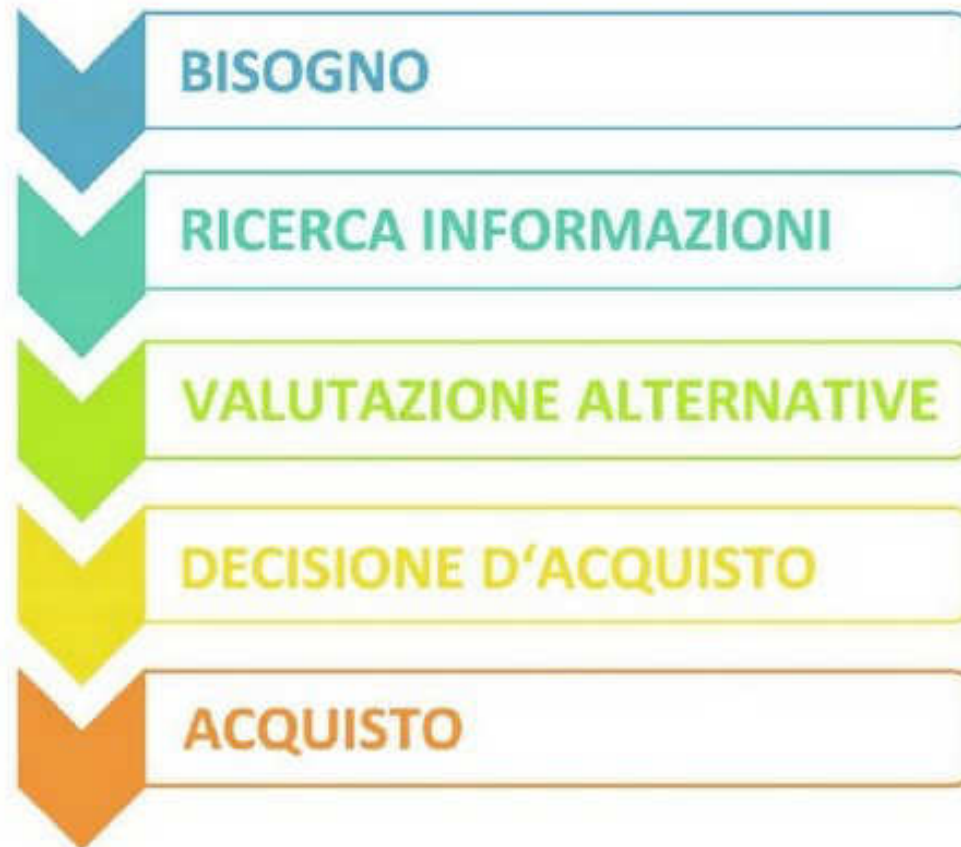 BISOGNO
RICERCA INFORMAZIONI
VALUTAZIONE ALTERNATIVE
DECISIONE D‘ACQUISTO
ACQUISTO